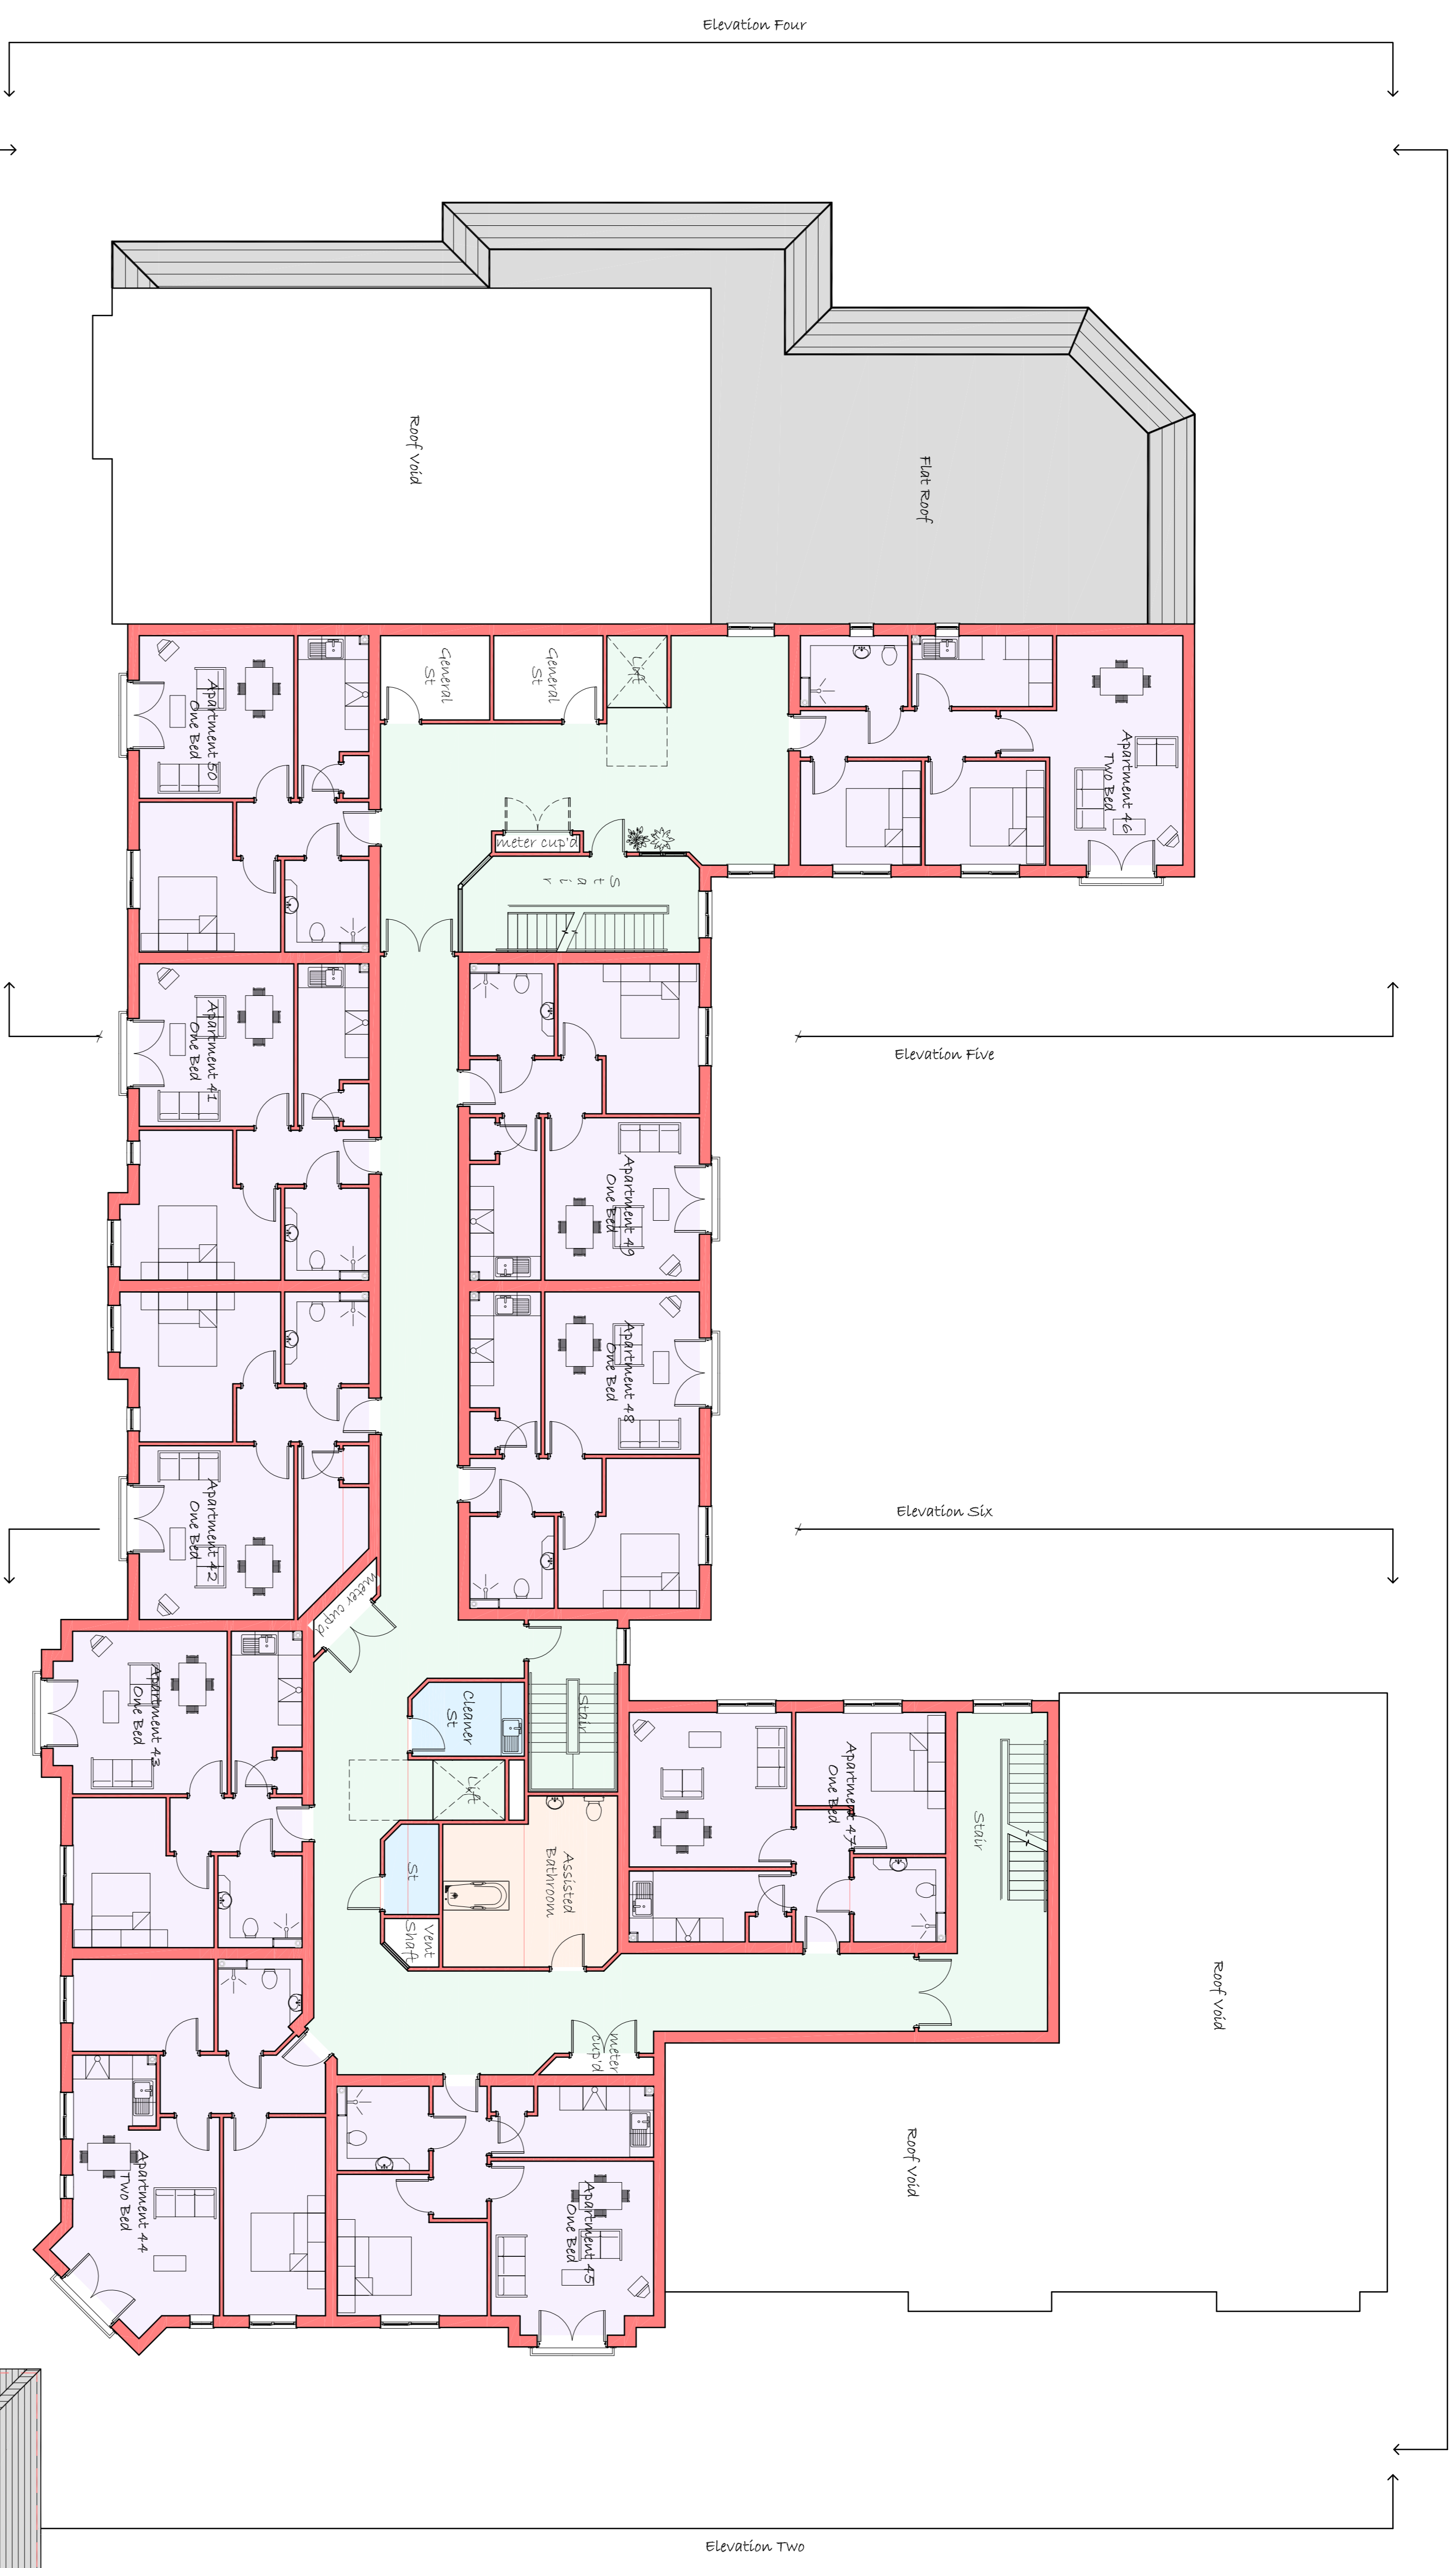 Elevation Four
Roof Void
Flat Roof
General
St
General
St
Lift
Apartment 50
One Bed
Apartment 46
Two Bed
meter cup'd
Stair
Apartment 41
One Bed
Elevation Five
Apartment 49
One Bed
Apartment 48
One Bed
Apartment 42
One Bed
Elevation Six
meter cup'd
Apartment 43
One Bed
Cleaner
St
Stair
Lift
Apartment 47
One Bed
Stair
St
Assisted
Bathroom
Vent
Shaft
Roof Void
meter
cup'd
Apartment 44
Two Bed
Apartment 45
One Bed
Roof Void
Elevation Two